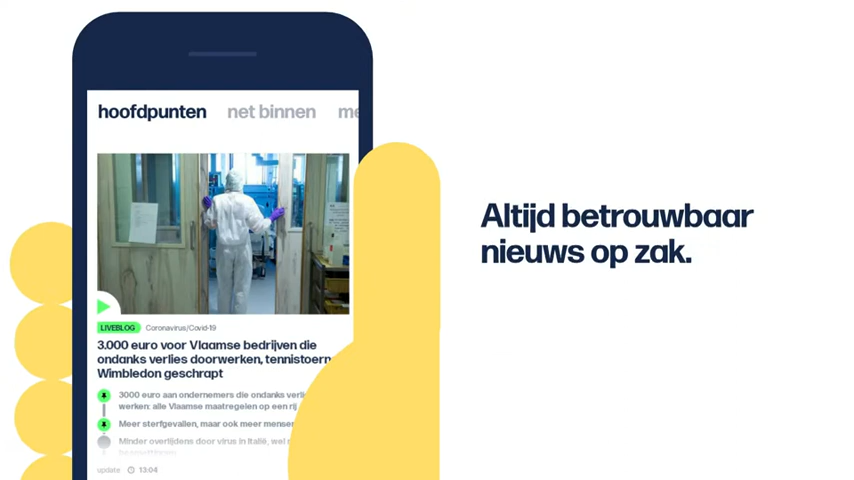 hoofdpunten net binnen me
LIVEBLOG Coronavirus/Covid-19
3.000 euro voor Vlaamse bedrijven die
ondanks verlies doorwerken, tennistoern
Wimbledon geschrapt
3000 euro aan ondernemers die ondanks verlie
werken: alle Vlaamse maatregelen op een rij
Meer sterfgevallen, maar ook meer mensen
Minder overlijdens door virus in Italië, wel
update 13:04
Altijd betrouwbaar
nieuws op zak.